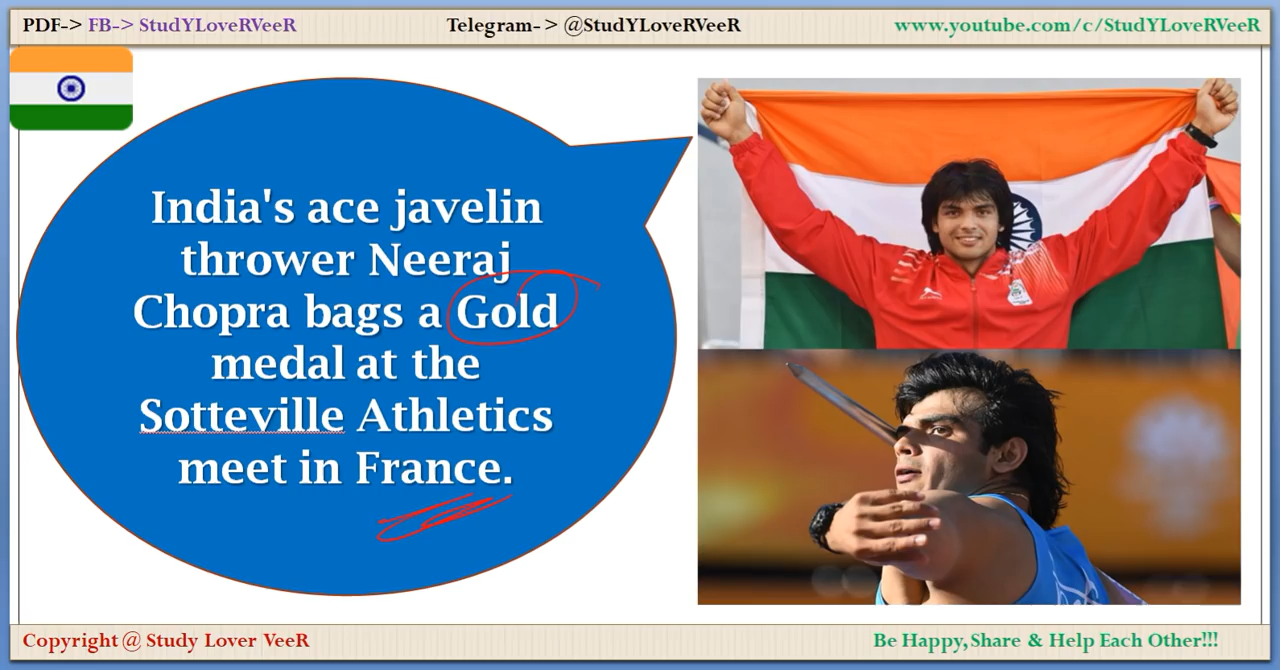 PDF-> FB-> StudYLoveRVeeR
Telegram- > @StudYLoveRVeeR
www.youtube.com/c/StudYLoveRVeeR
India's ace javelin
thrower Neeraj
Chopra bags a Gold
medal at the
Sotteville Athletics
meet in France.
Copyright @ Study Lover VeeR
Be Happy,Share & Help Each Other!!!